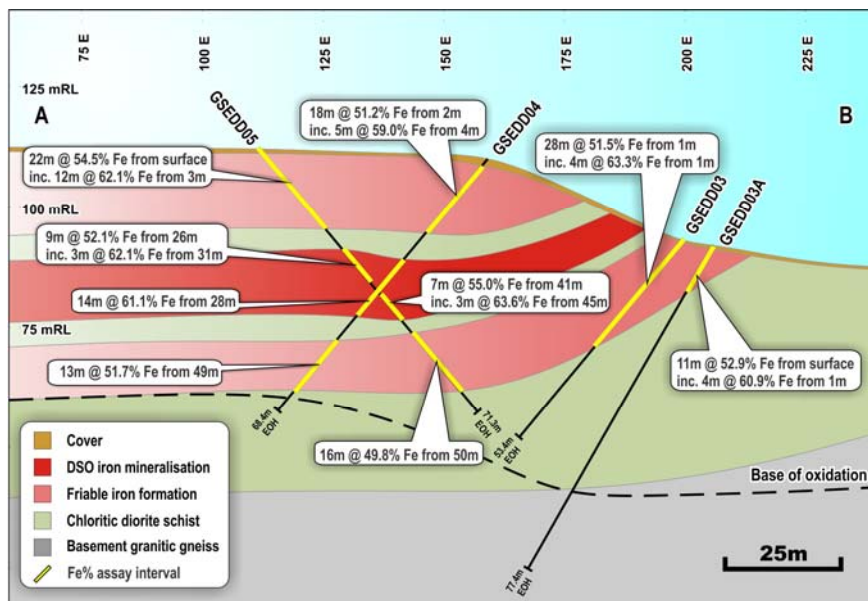 75 E
100 E
125 E
150 E
175 E
200 E
225 E
125 mRL
A
B
GSEDD05
GSEDD04
GSEDD03
GSEDD03A
18m @ 51.2% Fe from 2m
inc. 5m @ 59.0% Fe from 4m
28m @ 51.5% Fe from 1m
inc. 4m @ 63.3% Fe from 1m
22m @ 54.5% Fe from surface
inc. 12m @ 62.1% Fe from 3m
100 mRL
9m @ 52.1% Fe from 26m
inc. 3m @ 62.1% Fe from 31m
14m @ 61.1% Fe from 28m
7m @ 55.0% Fe from 41m
inc. 3m @ 63.6% Fe from 45m
75 mRL
13m @ 51.7% Fe from 49m
11m @ 52.9% Fe from surface
inc. 4m @ 60.9% Fe from 1m
68.4m
EOH
71.3m
EOH
53.4m
EOH
16m @ 49.8% Fe from 50m
Base of oxidation
Cover
DSO iron mineralisation
Friable iron formation
Chloritic diorite schist
Basement granitic gneiss
Fe% assay interval
25m
77.4m
EOH